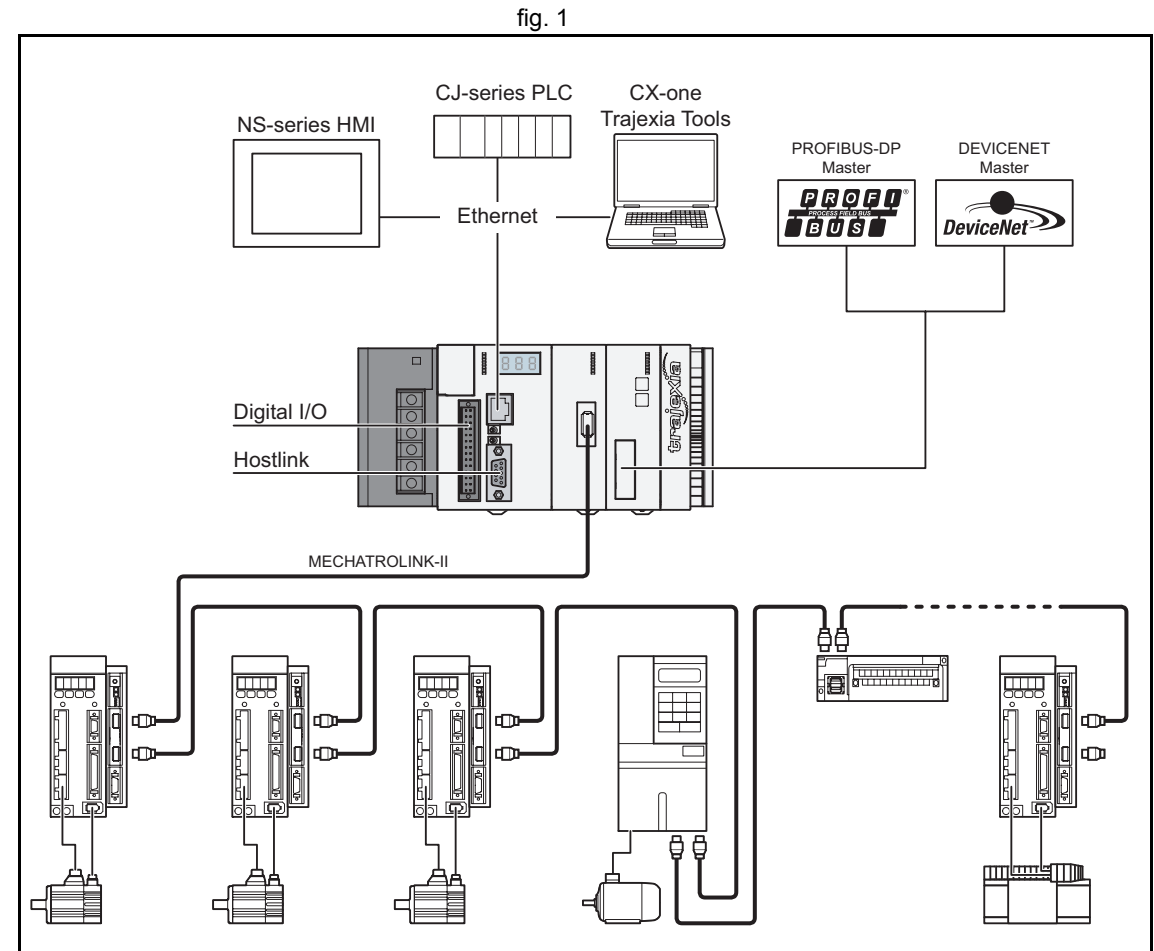 fig. 1
CJ-series PLC
CX-one
Trajexia Tools
NS-series HMI
PROFIBUS-DP
Master
DEVICENET
Master
PROFI®
PROCESS FIELD BUS
BUS
DeviceNet™
Ethernet
888
trajexia
Digital I/O
Hostlink
MECHATROLINK-II